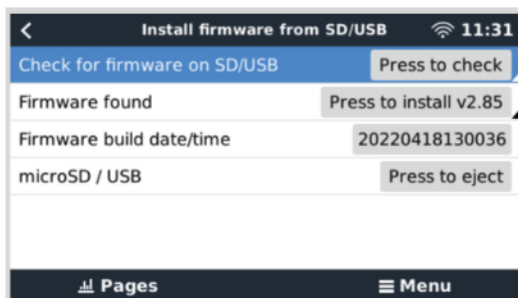 Install firmware from SD/USB 11:31
Check for firmware on SD/USB Press to check
Firmware found Press to install v2.85
Firmware build date/time 20220418130036
microSD / USB Press to eject
Pages Menu